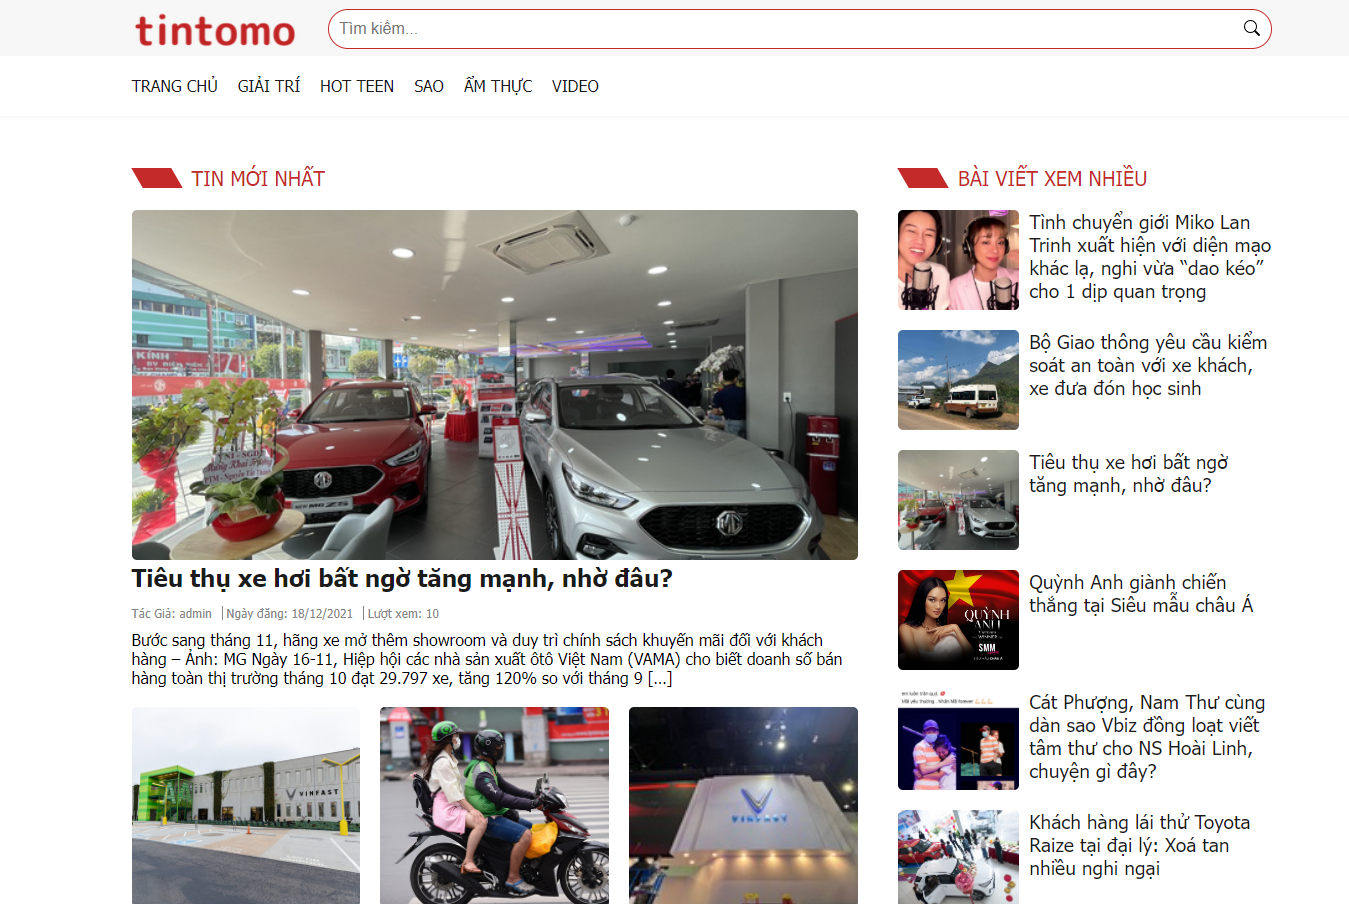 tintomo
Tìm kiếm...
TRANG CHỦ GIẢI TRÍ HOT TEEN SAO ẨM THỰC VIDEO
TIN MỚI NHẤT
KÍNH
MG
Tiêu thụ xe hơi bất ngờ tăng mạnh, nhờ đâu?
Tác Giả: admin Ngày đăng: 18/12/2021 Lượt xem: 10
Bước sang tháng 11, hãng xe mở thêm showroom và duy trì chính sách khuyến mãi đối với khách
hàng – Ảnh: MG Ngày 16-11, Hiệp hội các nhà sản xuất ôtô Việt Nam (VAMA) cho biết doanh số bán
hàng toàn thị trường tháng 10 đạt 29.797 xe, tăng 120% so với tháng 9 [...]
VINFAST
VINFAST
BÀI VIẾT XEM NHIỀU
Tình chuyển giới Miko Lan
Trinh xuất hiện với diện mạo
khác lạ, nghi vừa “dao kéo”
cho 1 dịp quan trọng
Bộ Giao thông yêu cầu kiểm
soát an toàn với xe khách,
xe đưa đón học sinh
Tiêu thụ xe hơi bất ngờ
tăng mạnh, nhờ đâu?
QUỲNH
ANH
SMM
Quỳnh Anh giành chiến
thắng tại Siêu mẫu châu Á
Cát Phượng, Nam Thư cùng
dàn sao Vbiz đồng loạt viết
tâm thư cho NS Hoài Linh,
chuyện gì đây?
Khách hàng lái thử Toyota
Raize tại đại lý: Xoá tan
nhiều nghi ngại